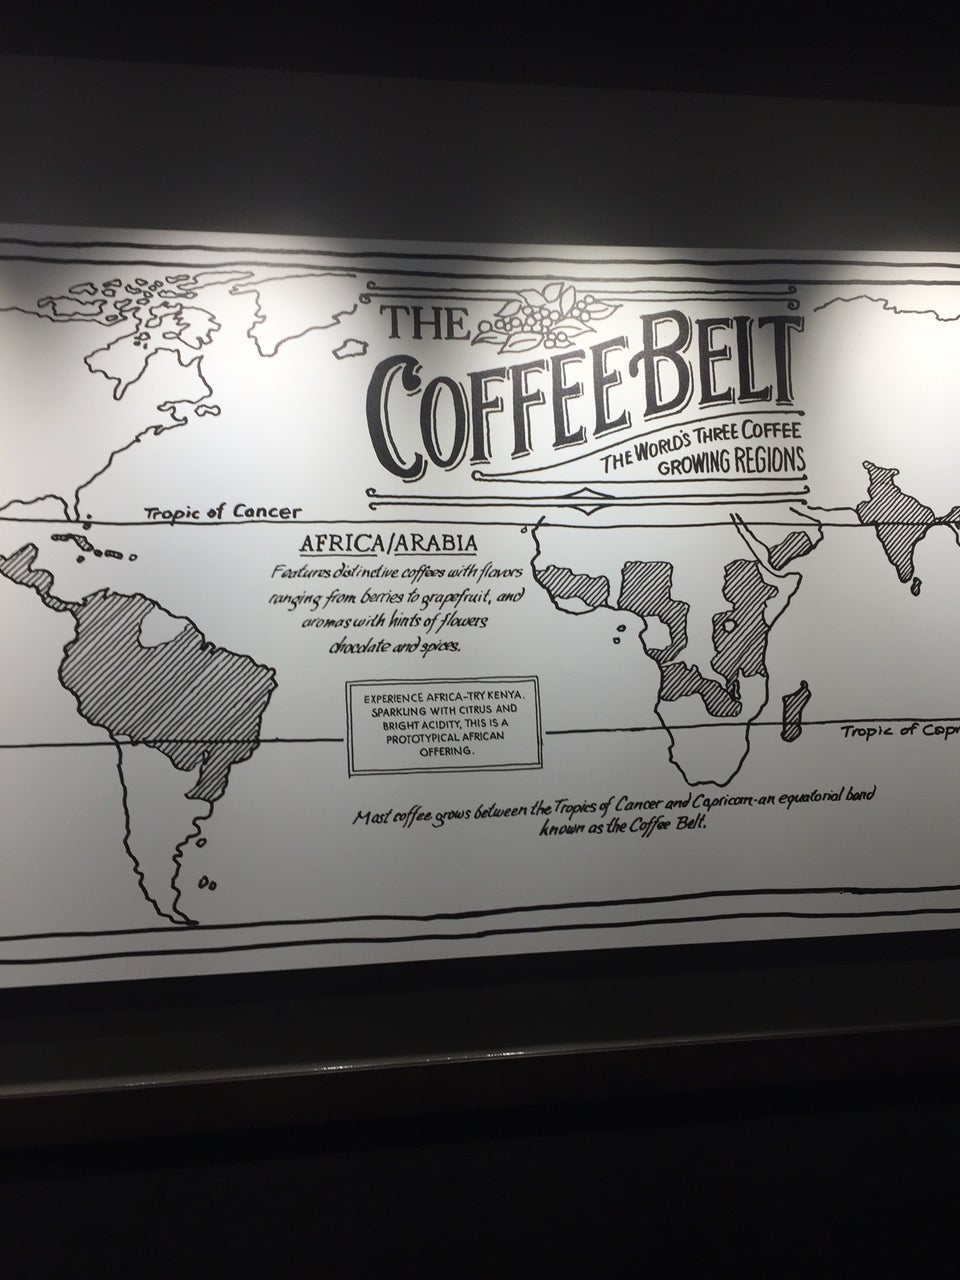 THE
COFFEE BELT
THE WORLD'S THREE COFFEE
GROWING REGIONS
Tropic of Cancer
AFRICA/ARABIA
Features distinctive coffees with flavors
ranging from berries to grapefruit, and
aromas with hints of flowers
chocolate and spices.
EXPERIENCE AFRICA-TRY KENYA.
SPARKLING WITH CITRUS AND
BRIGHT ACIDITY, THIS IS A
PROTOTYPICAL AFRICAN
OFFERING.
Tropic of Capr
Most coffee grows between the Tropics of Cancer and Capricorn-an equatorial band
known as the Coffee Belt.